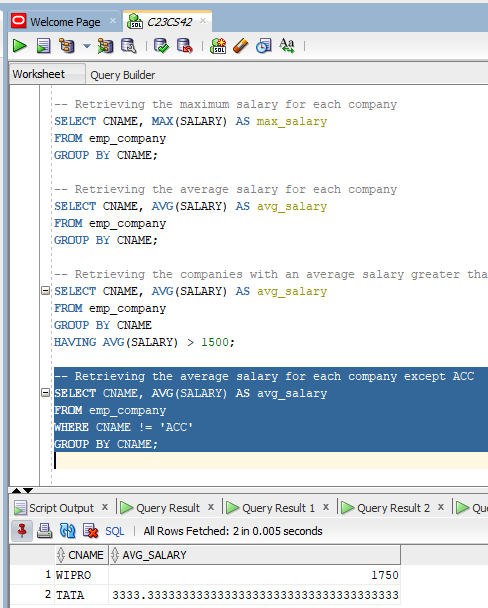 Welcome Page
C23CS42
Worksheet Query Builder
-- Retrieving the maximum salary for each company
SELECT CNAME, MAX(SALARY) AS max_salary
FROM emp_company
GROUP BY CNAME;
-- Retrieving the average salary for each company
SELECT CNAME, AVG(SALARY) AS avg_salary
FROM emp_company
GROUP BY CNAME;
-- Retrieving the companies with an average salary greater tha
SELECT CNAME, AVG(SALARY) AS avg_salary
FROM emp_company
GROUP BY CNAME
HAVING AVG(SALARY) > 1500;
-- Retrieving the average salary for each company except ACC
SELECT CNAME, AVG(SALARY) AS avg_salary
FROM emp_company
WHERE CNAME != 'ACC'
GROUP BY CNAME;
Script Output x Query Result x Query Result 1 x Query Result 2 x Qu
SQL | All Rows Fetched: 2 in 0.005 seconds
CNAME AVG_SALARY
1 WIPRO 1750
2 TATA 3333.33333333333333333333333333333333333